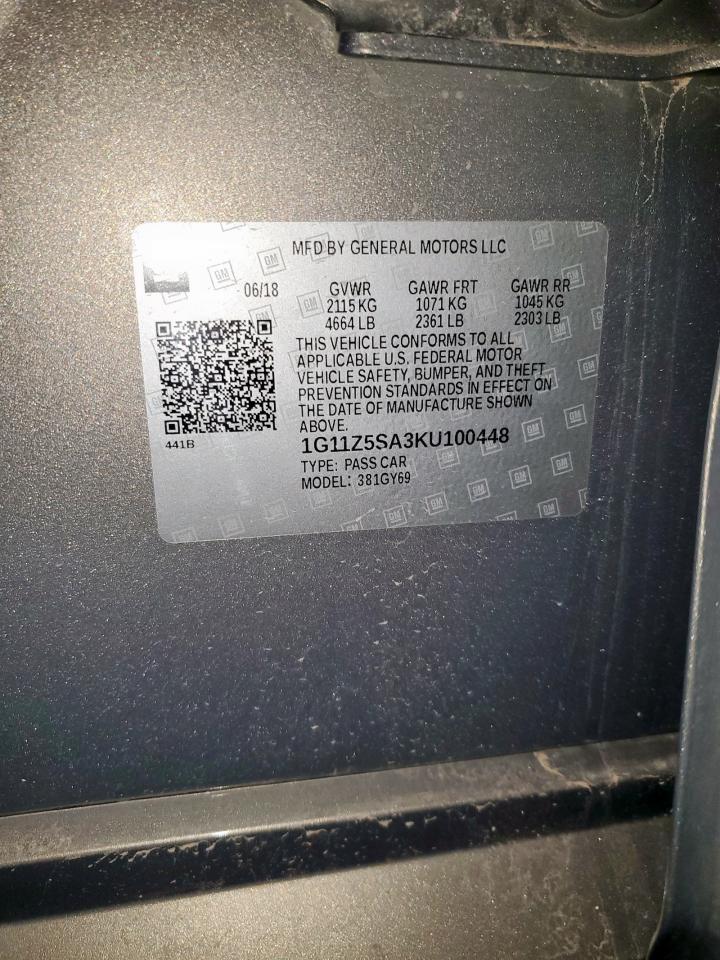 MFD BY GENERAL MOTORS LLC
06/18
GVWR GAWR FRT GAWR RR
2115 KG 1071 KG 1045 KG
4664 LB 2361 LB 2303 LB
THIS VEHICLE CONFORMS TO ALL
APPLICABLE U.S. FEDERAL MOTOR
VEHICLE SAFETY, BUMPER, AND THEFT
PREVENTION STANDARDS IN EFFECT ON
THE DATE OF MANUFACTURE SHOWN
ABOVE.
441B
1G11Z5SA3KU100448
TYPE: PASS CAR
MODEL: 381GY69